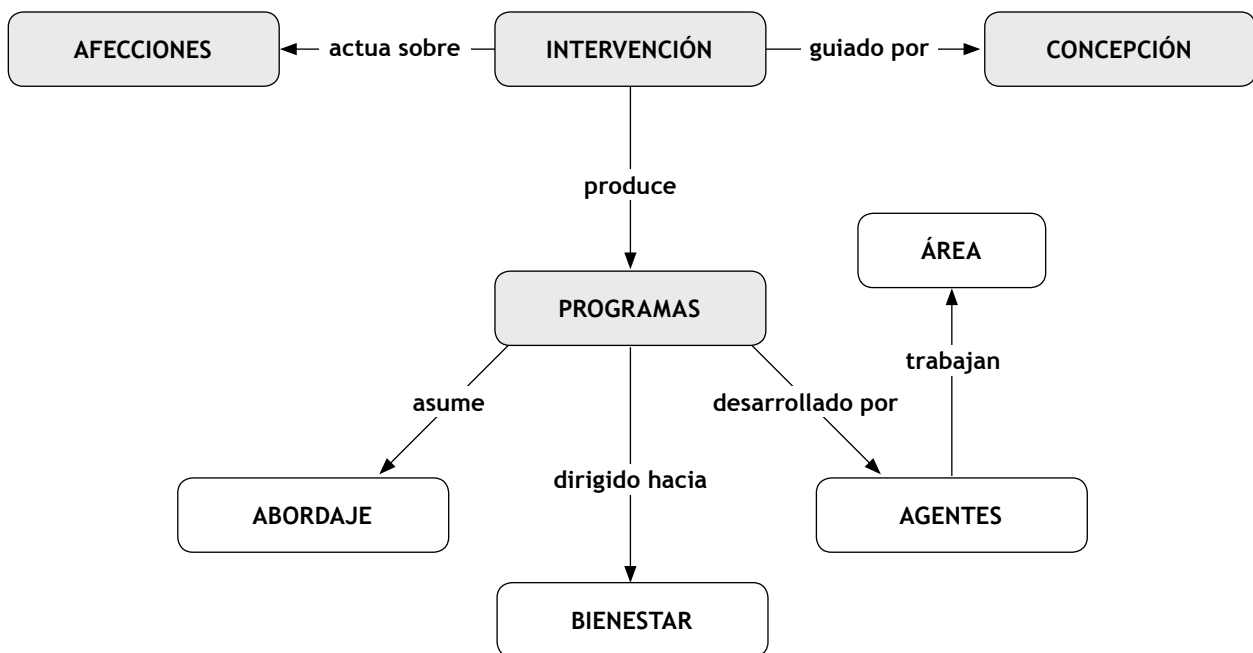 AFECCIONES
actua sobre
INTERVENCIÓN
guiado por
CONCEPCIÓN
produce
ÁREA
PROGRAMAS
trabajan
asume
desarrollado por
dirigido hacia
ABORDAJE
AGENTES
BIENESTAR